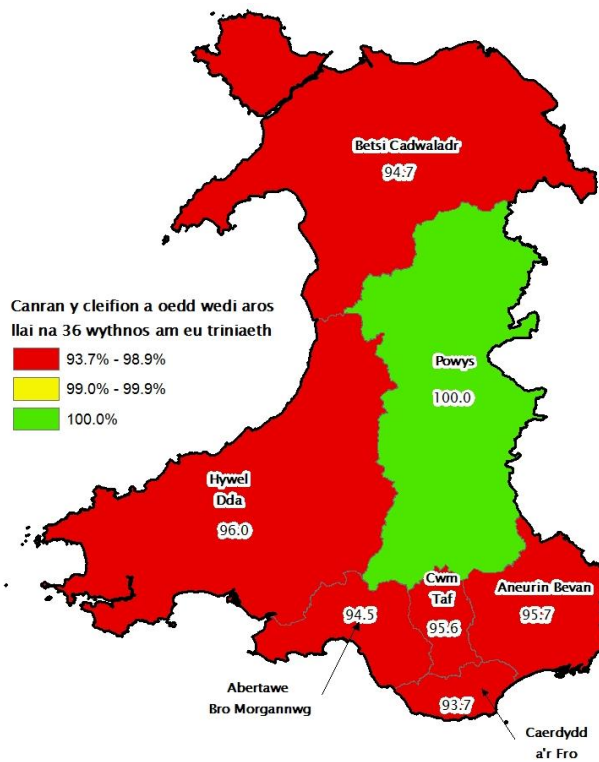 Betsi Cadwaladr
94.7
Canran y cleifion a oedd wedi aros
llai na 36 wythnos am eu triniaeth
93.7% - 98.9%
99.0% - 99.9%
100.0%
Powys
100.0
Hywel
Dda
96.0
Cwm
Taf
95.6
Aneurin Bevan
95.7
94.5
Abertawe
Bro Morgannwg
93.7
Caerdydd
a'r Fro